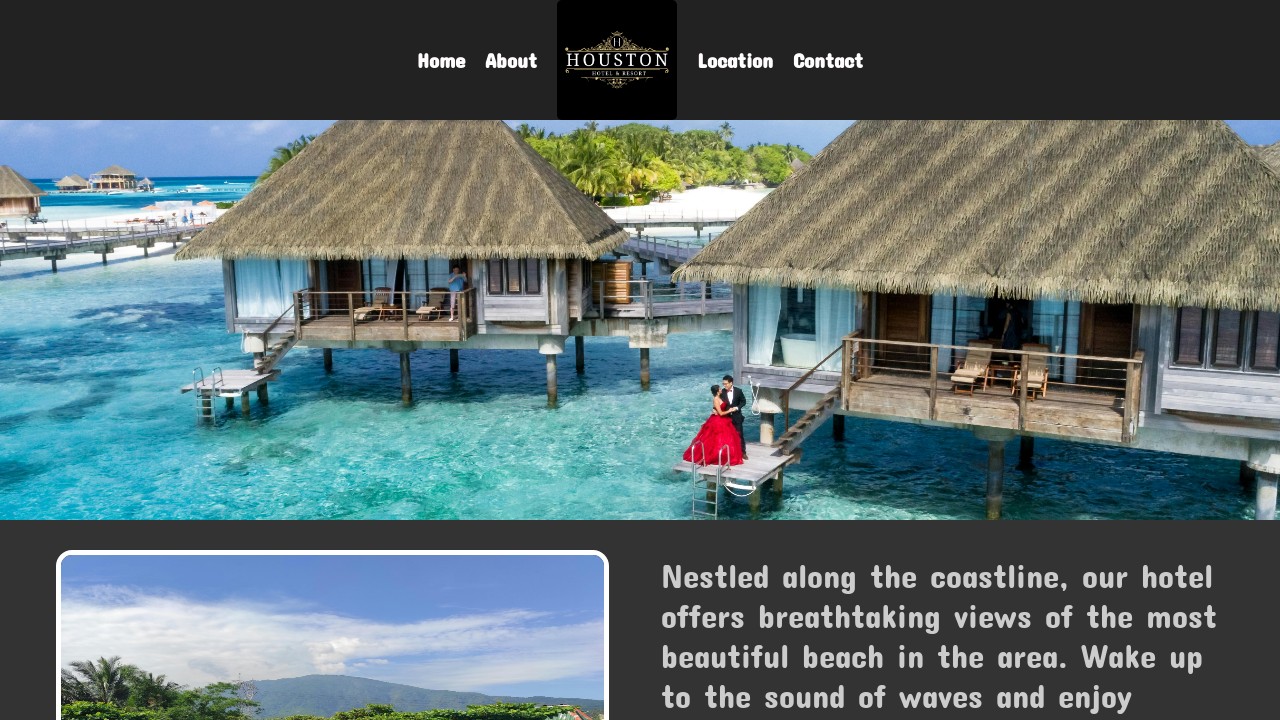 Home About
H
HOUSTON
HOTEL & RESORT
Location Contact
Nestled along the coastline, our hotel
offers breathtaking views of the most
beautiful beach in the area. Wake up
to the sound of waves and enjoy